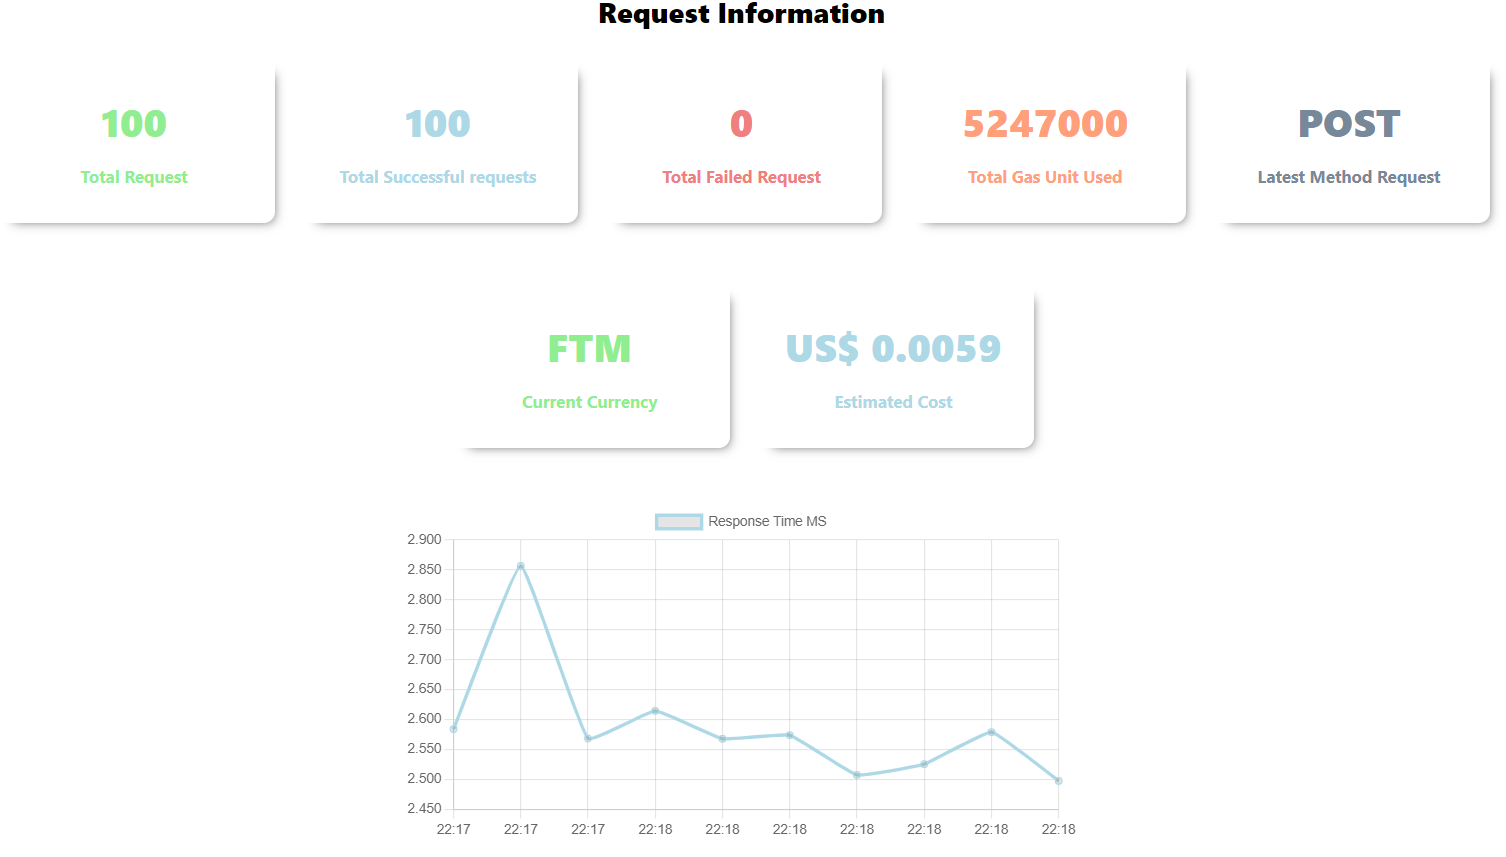 Request Information
100 100 0 5247000 POST
Total Request Total Successful requests Total Failed Request Total Gas Unit Used Latest Method Request
FTM US$ 0.0059
Current Currency Estimated Cost
Response Time MS
2.900
2.850
2.800
2.750
2.700
2.650
2.600
2.550
2.500
2.450
22:17 22:17 22:17 22:18 22:18 22:18 22:18 22:18 22:18 22:18